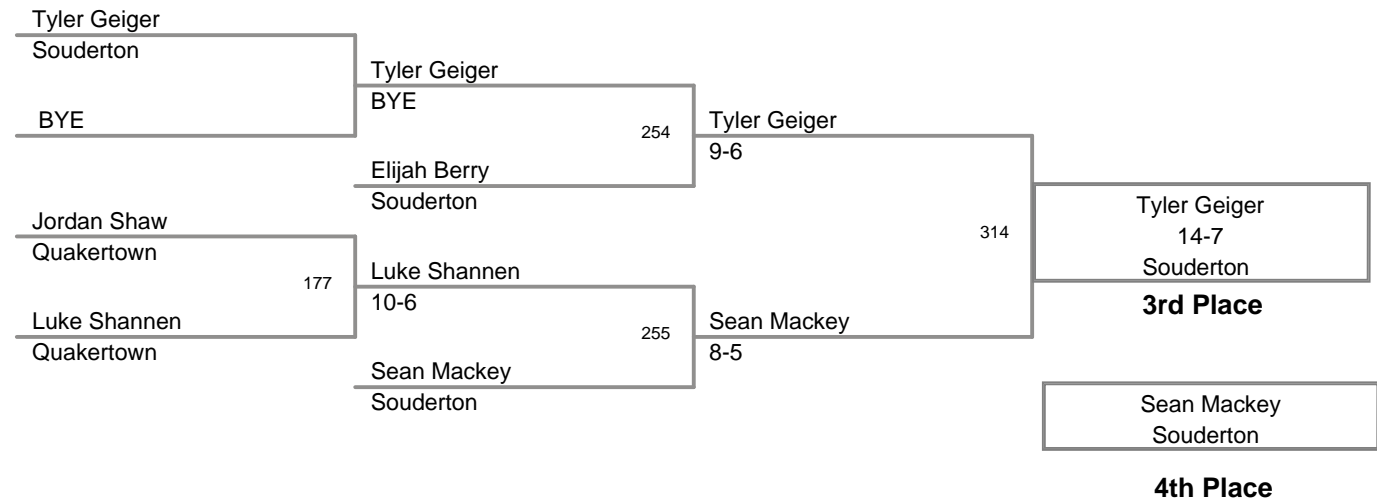 Tyler Geiger
Souderton
BYE
Jordan Shaw
Quakertown
177
Luke Shannen
Quakertown
Tyler Geiger
BYE
254
Elijah Berry
Souderton
Luke Shannen
10-6
255
Sean Mackey
Souderton
Tyler Geiger
9-6
314
Sean Mackey
8-5
Tyler Geiger
14-7
Souderton
3rd Place
Sean Mackey
Souderton
4th Place